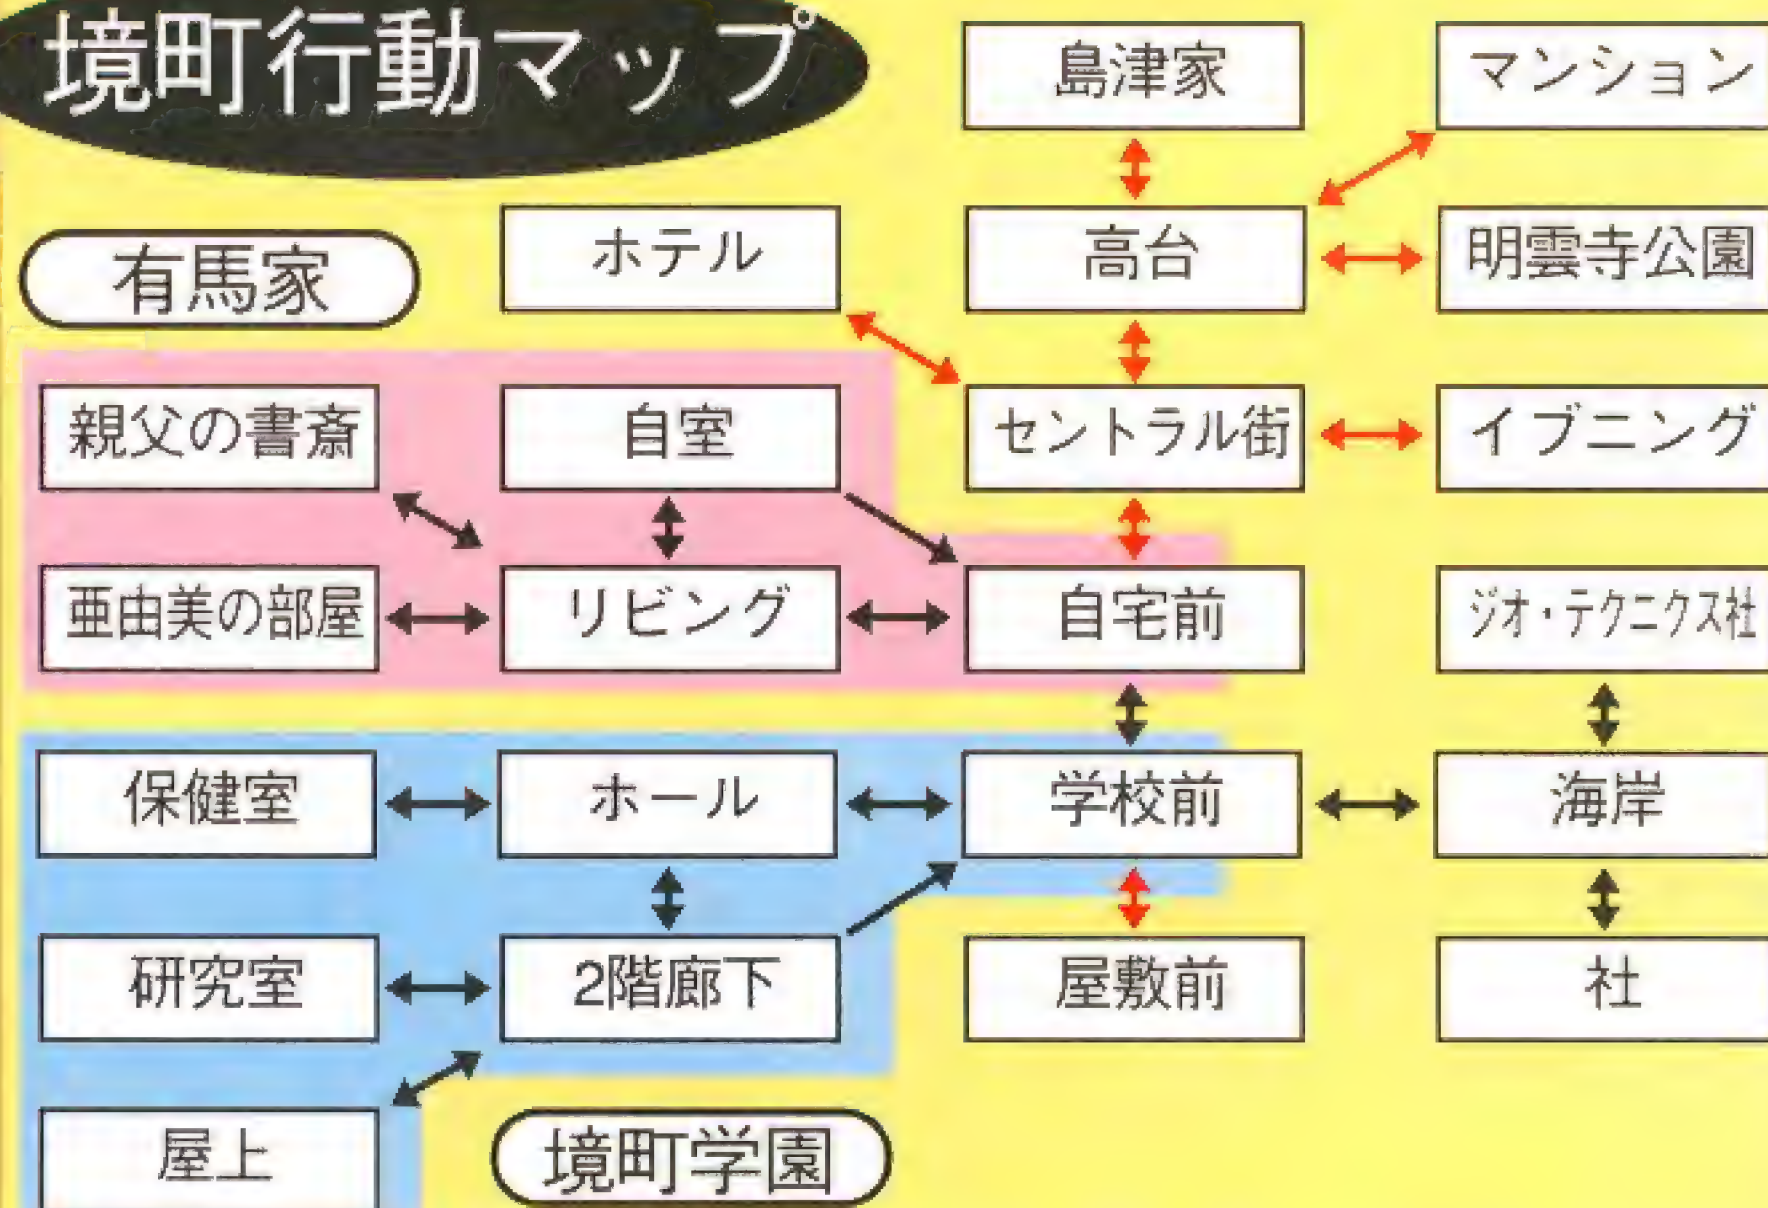 境町行動マップ
島津家
マンション
有馬家
ホテル
高台
明雲寺公園
親父の書斎
自室
セントラル街
イブニング
亜由美の部屋
リビング
自宅前
ジオ・テクニクス社
保健室
ホール
学校前
海岸
研究室
2階廊下
屋敷前
社
屋上
境町学園